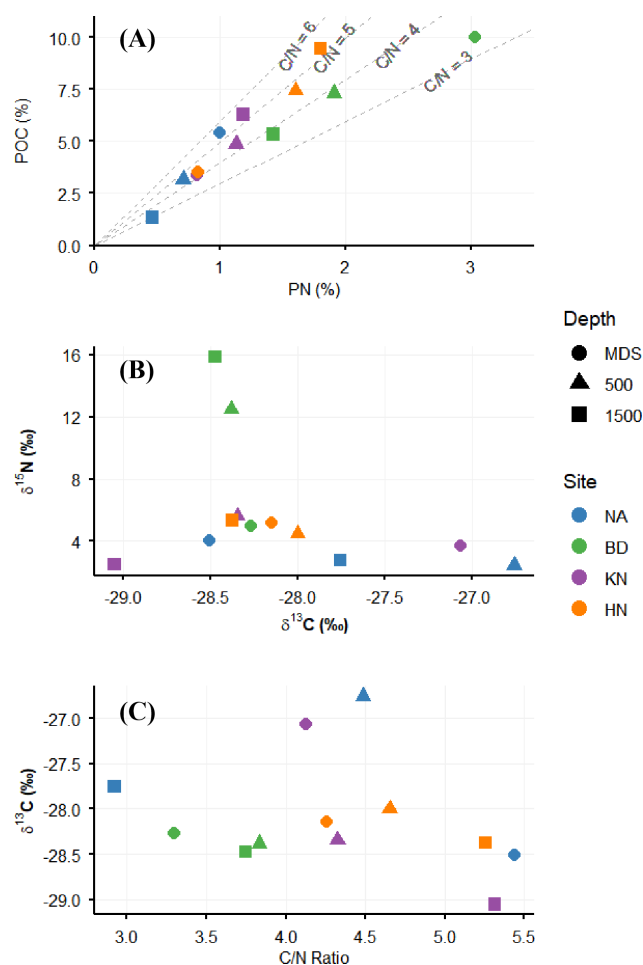 (A)
POC (%)
10.0
7.5
5.0
2.5
0.0
C/N = 6
C/N = 5
C/N = 4
C/N = 3
0
1
2
3
PN (%)
(B)
δ15N (‰)
16
12
8
4
-29.0
-28.5
-28.0
-27.5
-27.0
δ13C (‰)
Depth
MDS
500
1500
Site
NA
BD
KN
HN
(C)
δ13C (‰)
-27.0
-27.5
-28.0
-28.5
-29.0
3.0
3.5
4.0
4.5
5.0
5.5
C/N Ratio